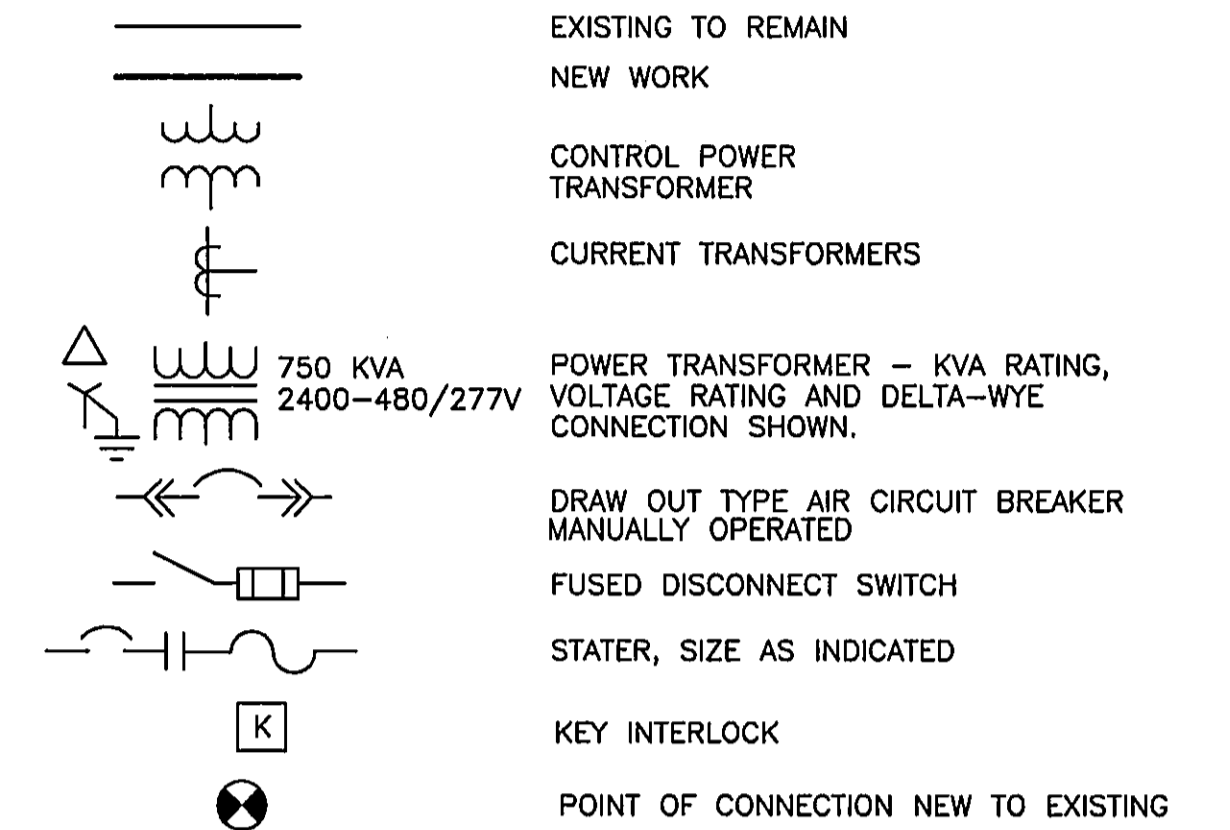 EXISTING TO REMAIN
NEW WORK
CONTROL POWER
TRANSFORMER
CURRENT TRANSFORMERS
750 KVA
2400-480/277V
POWER TRANSFORMER – KVA RATING,
VOLTAGE RATING AND DELTA-WYE
CONNECTION SHOWN.
DRAW OUT TYPE AIR CIRCUIT BREAKER
MANUALLY OPERATED
FUSED DISCONNECT SWITCH
STATER, SIZE AS INDICATED
K
KEY INTERLOCK
POINT OF CONNECTION NEW TO EXISTING